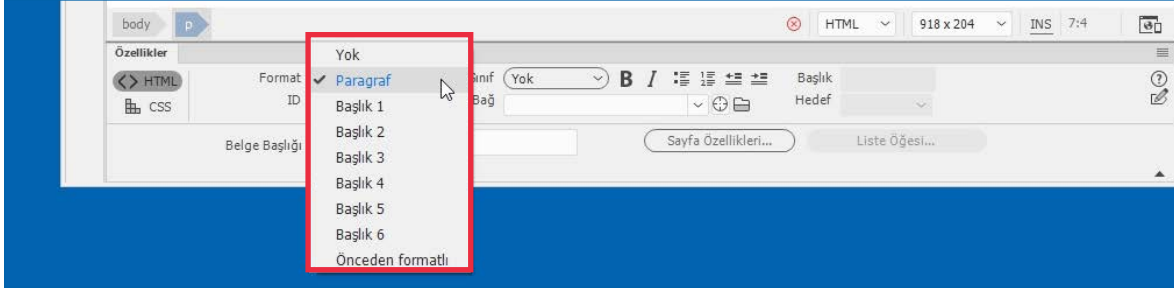 body p HTML 918 x 204 INS 7:4
Özellikler
Yok
<> HTML Format Paragraf Sınıf Yok B I Başlık
CSS ID Başlık 1 Bağ Hedef
Başlık 2
Belge Başlığı Sayfa Özellikleri... Liste Öğesi...
Başlık 3
Başlık 4
Başlık 5
Başlık 6
Önceden formatlı